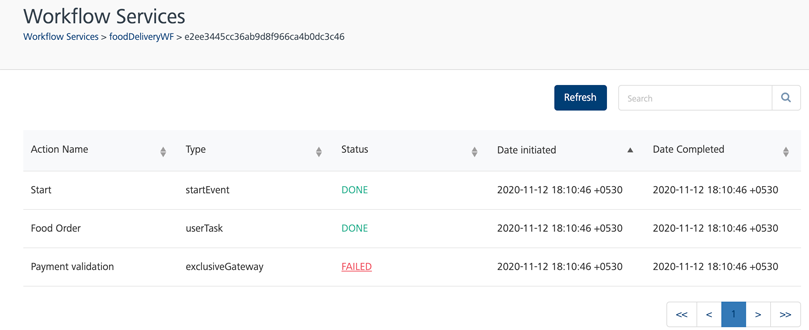 Workflow Services
Workflow Services > foodDeliveryWF > e2ee3445cc36ab9d8f966ca4b0dc3c46
Refresh Search
Action Name Type Status Date initiated Date Completed
Start startEvent DONE 2020-11-12 18:10:46 +0530 2020-11-12 18:10:46 +0530
Food Order userTask DONE 2020-11-12 18:10:46 +0530 2020-11-12 18:10:46 +0530
Payment validation exclusiveGateway FAILED 2020-11-12 18:10:46 +0530 2020-11-12 18:10:46 +0530
<< < 1 > >>